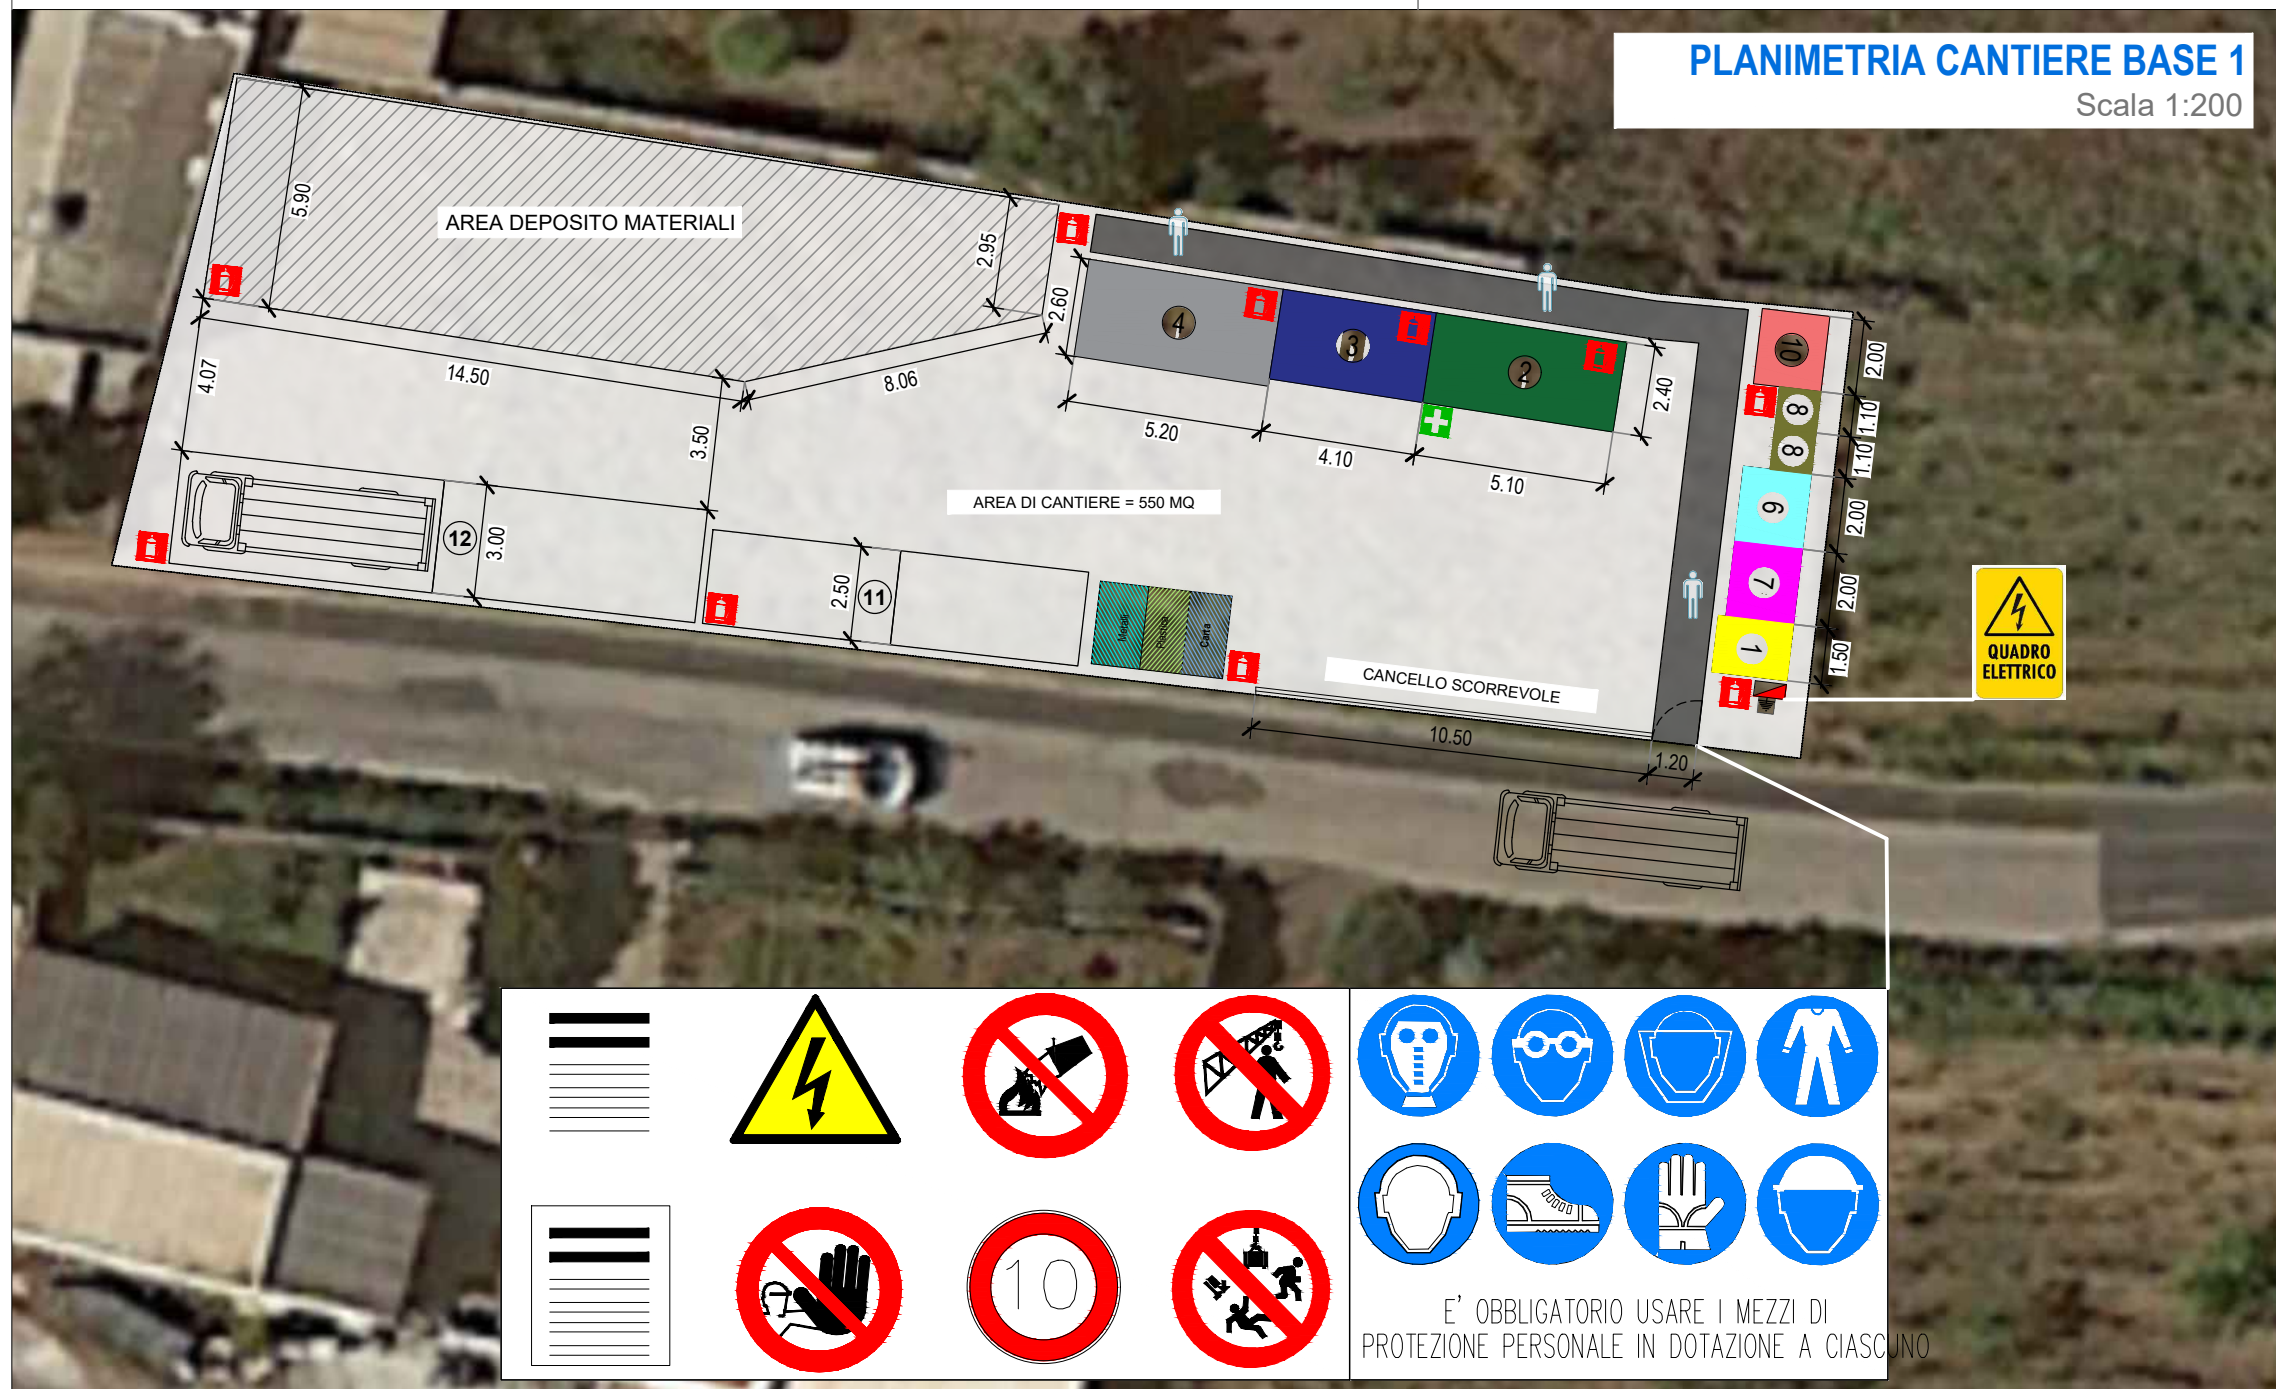 PLANIMETRIA CANTIERE BASE 1
Scala 1:200
5.90
AREA DEPOSITO MATERIALI
2.95
2.60
4
3
2
10
2.00
4.07
14.50
8.06
2.40
8
1.10
8
1.10
3.50
5.20
4.10
5.10
AREA DI CANTIERE = 550 MQ
6
2.00
12
3.00
2.50
11
7
2.00
Metalli
Plastica
Carta
1
1.50
QUADRO
ELETTRICO
CANCELLO SCORREVOLE
10.50
1.20
10
E' OBBLIGATORIO USARE I MEZZI DI
PROTEZIONE PERSONALE IN DOTAZIONE A CIASCUNO